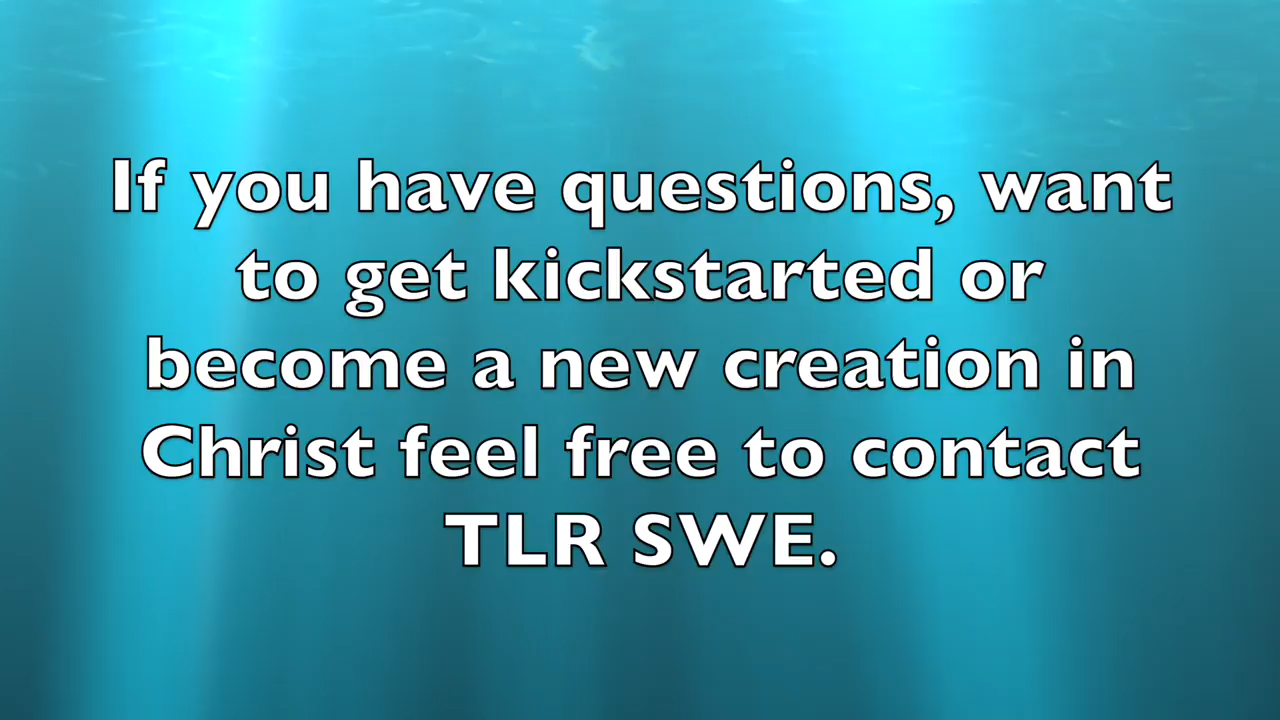 If you have questions, want
to get kickstarted or
become a new creation in
Christ feel free to contact
TLR SWE.